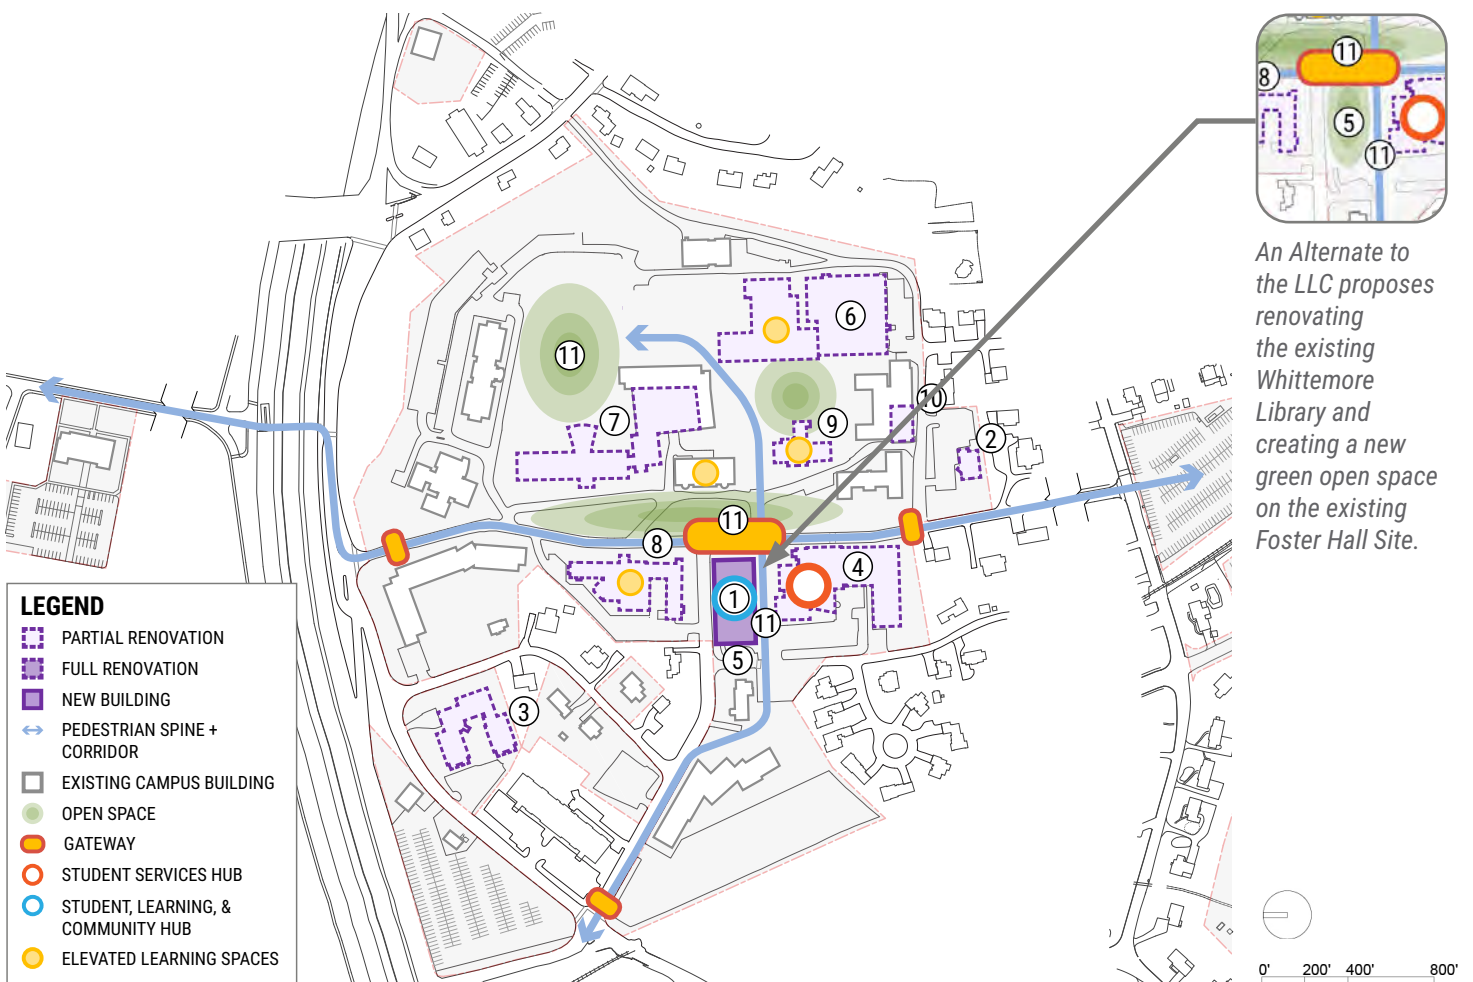 11
8
5
11
An Alternate to
the LLC proposes
renovating
the existing
Whittemore
Library and
creating a new
green open space
on the existing
Foster Hall Site.
6
11
10
7
9
2
11
8
4
1
11
5
3
LEGEND
PARTIAL RENOVATION
FULL RENOVATION
NEW BUILDING
PEDESTRIAN SPINE +
CORRIDOR
EXISTING CAMPUS BUILDING
OPEN SPACE
GATEWAY
STUDENT SERVICES HUB
STUDENT, LEARNING, &
COMMUNITY HUB
ELEVATED LEARNING SPACES
0' 200' 400' 800'